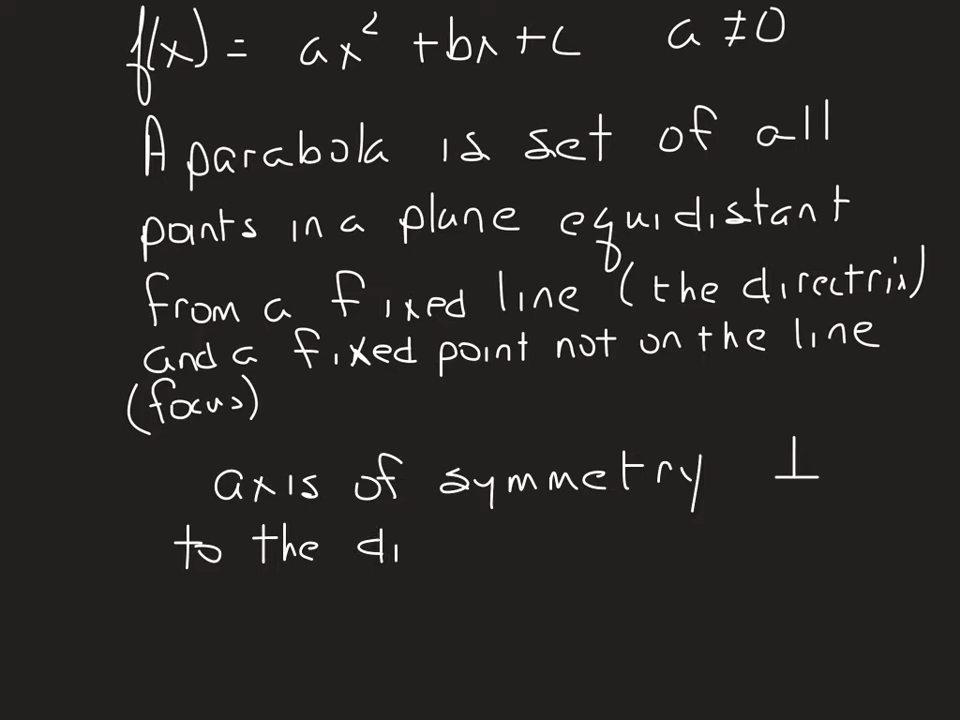 f(x) = ax² + bx + c a ≠ 0
A parabola is set of all
points in a plane equidistant
from a fixed line (the directrix)
and a fixed point not on the line
(focus)
axis of symmetry ⊥
to the di